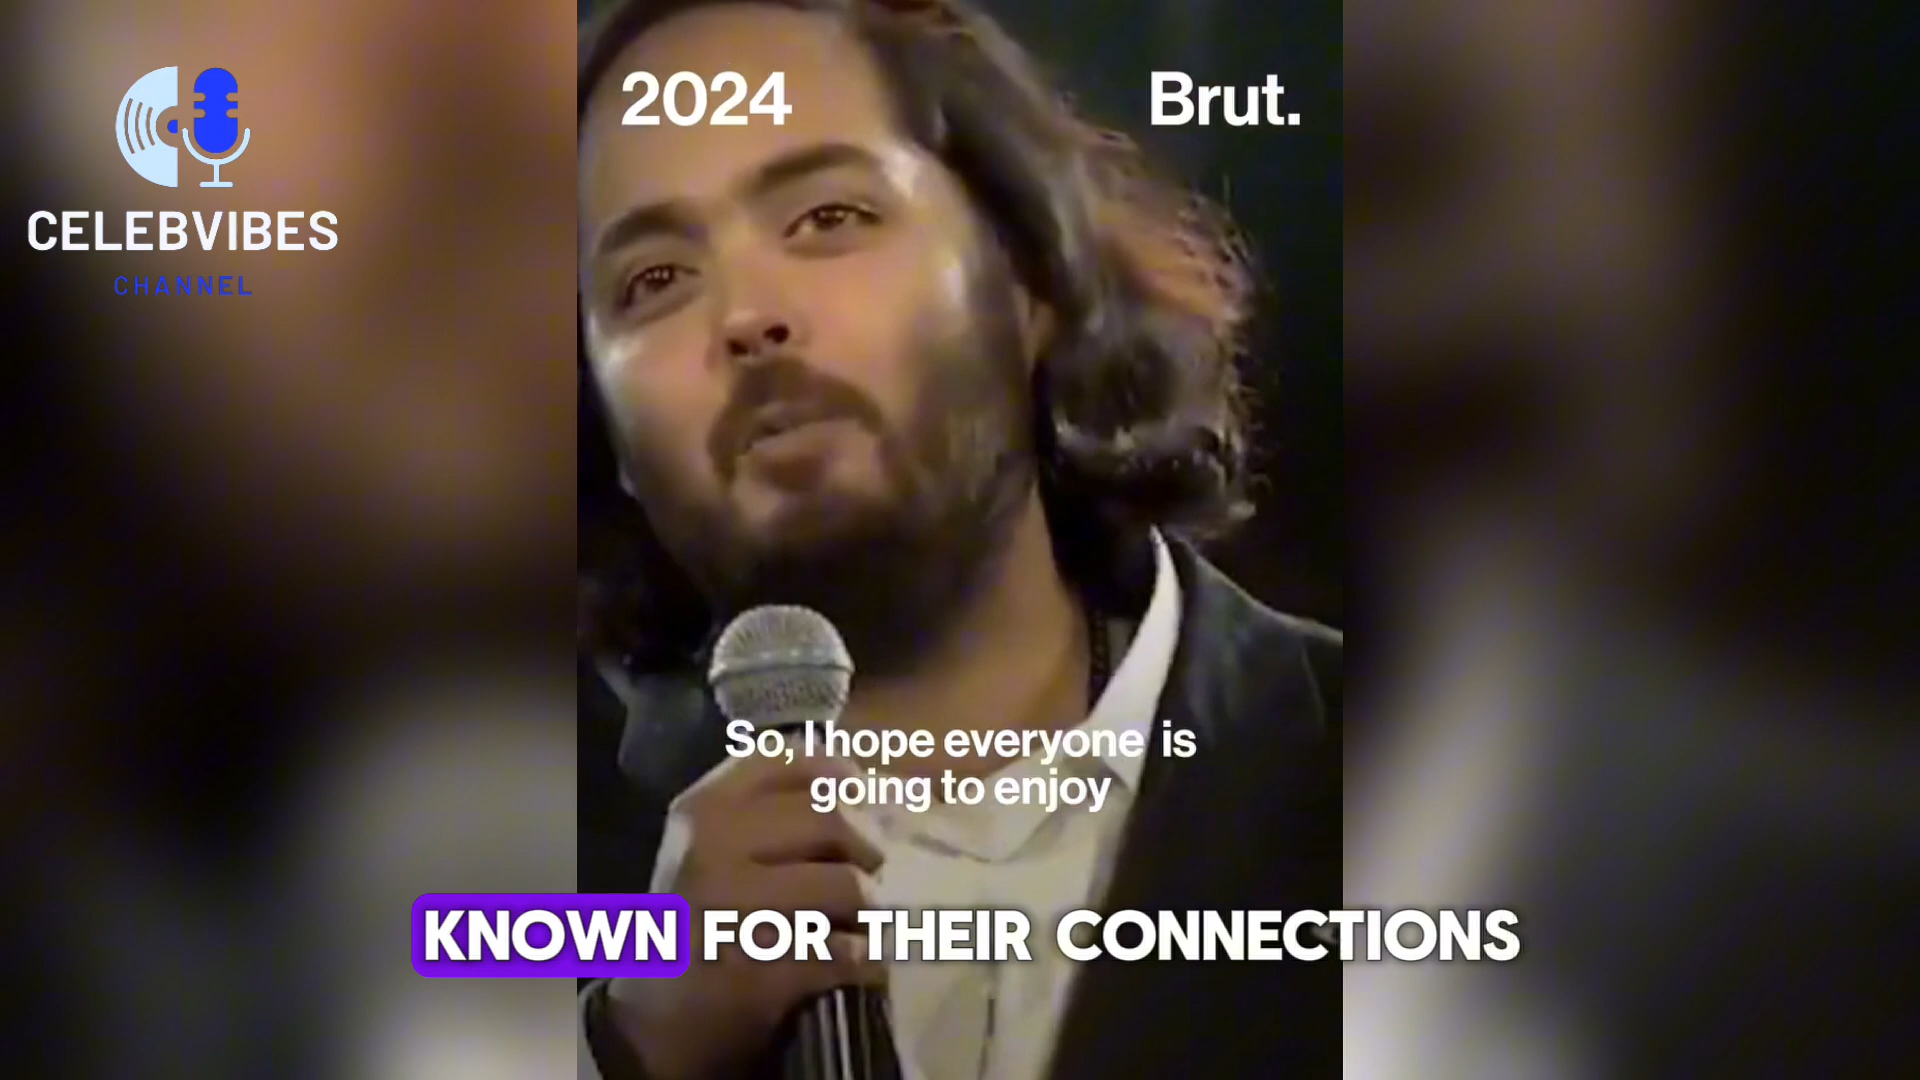 CELEBVIBES
CHANNEL
2024
Brut.
So, I hope everyone is
going to enjoy
KNOWN FOR THEIR CONNECTIONS